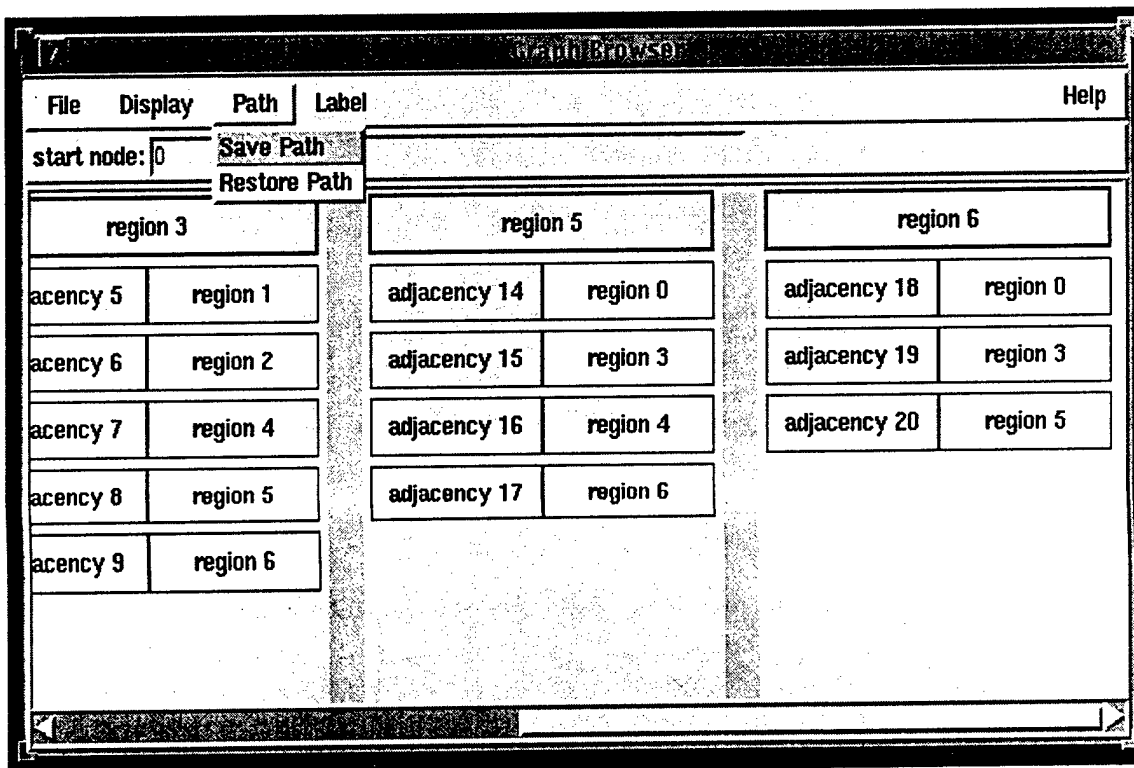 Graph Browser
File Display Path Label Help
start node: 0
Save Path
Restore Path
region 3
acency 5 region 1
acency 6 region 2
acency 7 region 4
acency 8 region 5
acency 9 region 6
region 5
adjacency 14 region 0
adjacency 15 region 3
adjacency 16 region 4
adjacency 17 region 6
region 6
adjacency 18 region 0
adjacency 19 region 3
adjacency 20 region 5